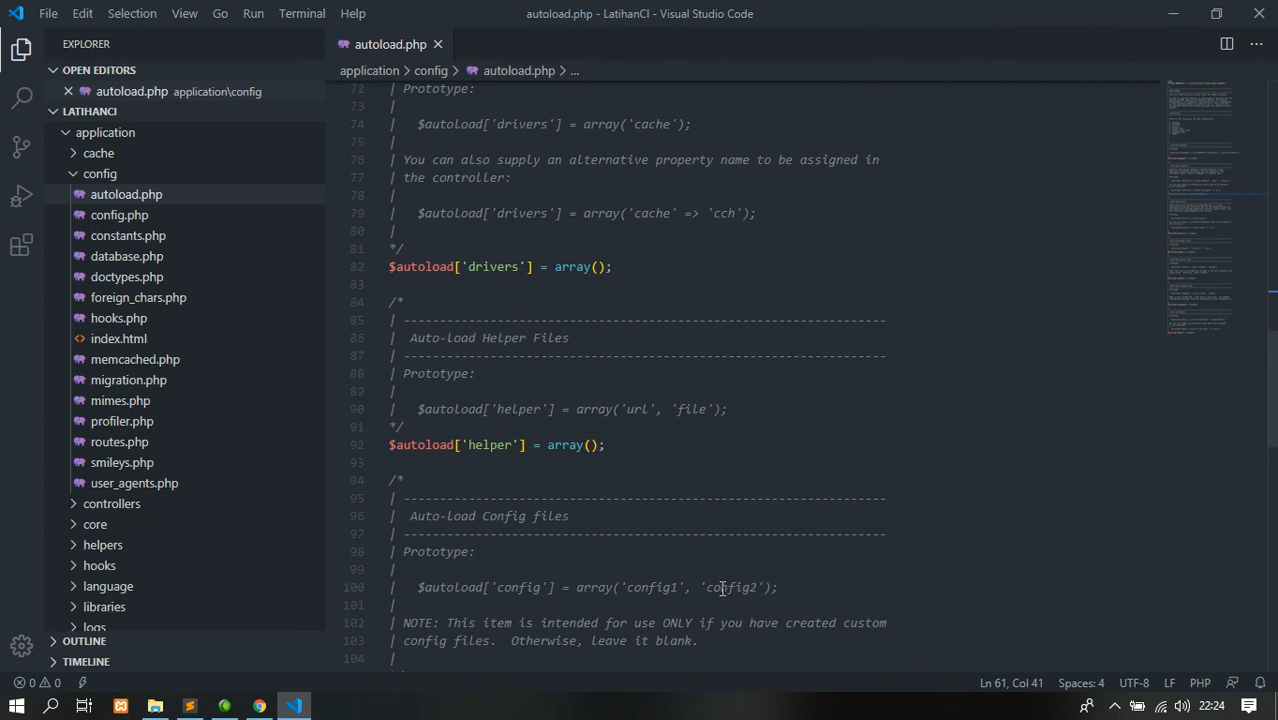 File Edit Selection View Go Run Terminal Help
autoload.php - LatihanCI - Visual Studio Code
EXPLORER
OPEN EDITORS
autoload.php application\config
LATIHANCI
application
cache
config
autoload.php
config.php
constants.php
database.php
doctypes.php
foreign_chars.php
hooks.php
index.html
memcached.php
migration.php
mimes.php
profiler.php
routes.php
smileys.php
user_agents.php
controllers
core
helpers
hooks
language
libraries
logs
OUTLINE
TIMELINE
autoload.php
application > config > autoload.php > ...
72 | Prototype:
73 |
74 | $autoload['drivers'] = array('cache');
75 |
76 | You can also supply an alternative property name to be assigned in
77 | the controller:
78 |
79 | $autoload['drivers'] = array('cache' => 'cch');
80 |
81 */
82 $autoload['drivers'] = array();
83
84 /*
85 | -------------------------------------------------------------------
86 | Auto-load Helper Files
87 | -------------------------------------------------------------------
88 | Prototype:
89 |
90 | $autoload['helper'] = array('url', 'file');
91 */
92 $autoload['helper'] = array();
93
94 /*
95 | -------------------------------------------------------------------
96 | Auto-load Config files
97 | -------------------------------------------------------------------
98 | Prototype:
99 |
100 | $autoload['config'] = array('config1', 'config2');
101 |
102 | NOTE: This item is intended for use ONLY if you have created custom
103 | config files.  Otherwise, leave it blank.
104 |
0 0 Ln 61, Col 41 Spaces: 4 UTF-8 LF PHP
22:24